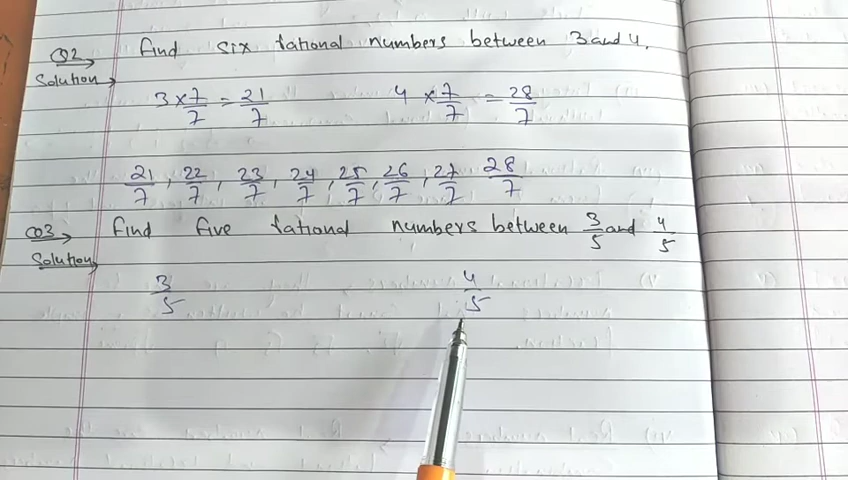 Q2 → Find six rational numbers between 3 and 4.
Solution →
3 × 7/7 = 21/7 4 × 7/7 = 28/7
21/7, 22/7, 23/7, 24/7, 25/7, 26/7, 27/7 28/7
Q3 → Find five rational numbers between 3/5 and 4/5
Solution →
3/5 4/5